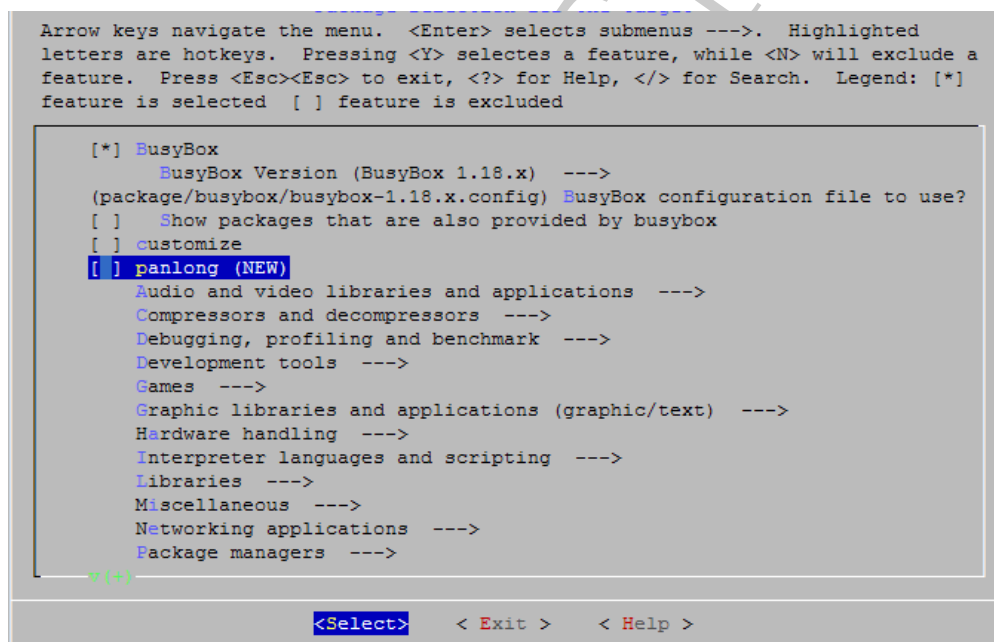 Package Selection for the target
Arrow keys navigate the menu.  <Enter> selects submenus --->.  Highlighted
letters are hotkeys.  Pressing <Y> selectes a feature, while <N> will exclude a
feature.  Press <Esc><Esc> to exit, <?> for Help, </> for Search.  Legend: [*]
feature is selected  [ ] feature is excluded
[*] BusyBox
BusyBox Version (BusyBox 1.18.x)  --->
(package/busybox/busybox-1.18.x.config) BusyBox configuration file to use?
[ ]   Show packages that are also provided by busybox
[ ] customize
[ ] panlong (NEW)
Audio and video libraries and applications  --->
Compressors and decompressors  --->
Debugging, profiling and benchmark  --->
Development tools  --->
Games  --->
Graphic libraries and applications (graphic/text)  --->
Hardware handling  --->
Interpreter languages and scripting  --->
Libraries  --->
Miscellaneous  --->
Networking applications  --->
Package managers  --->
v(+)
<Select>    < Exit >    < Help >